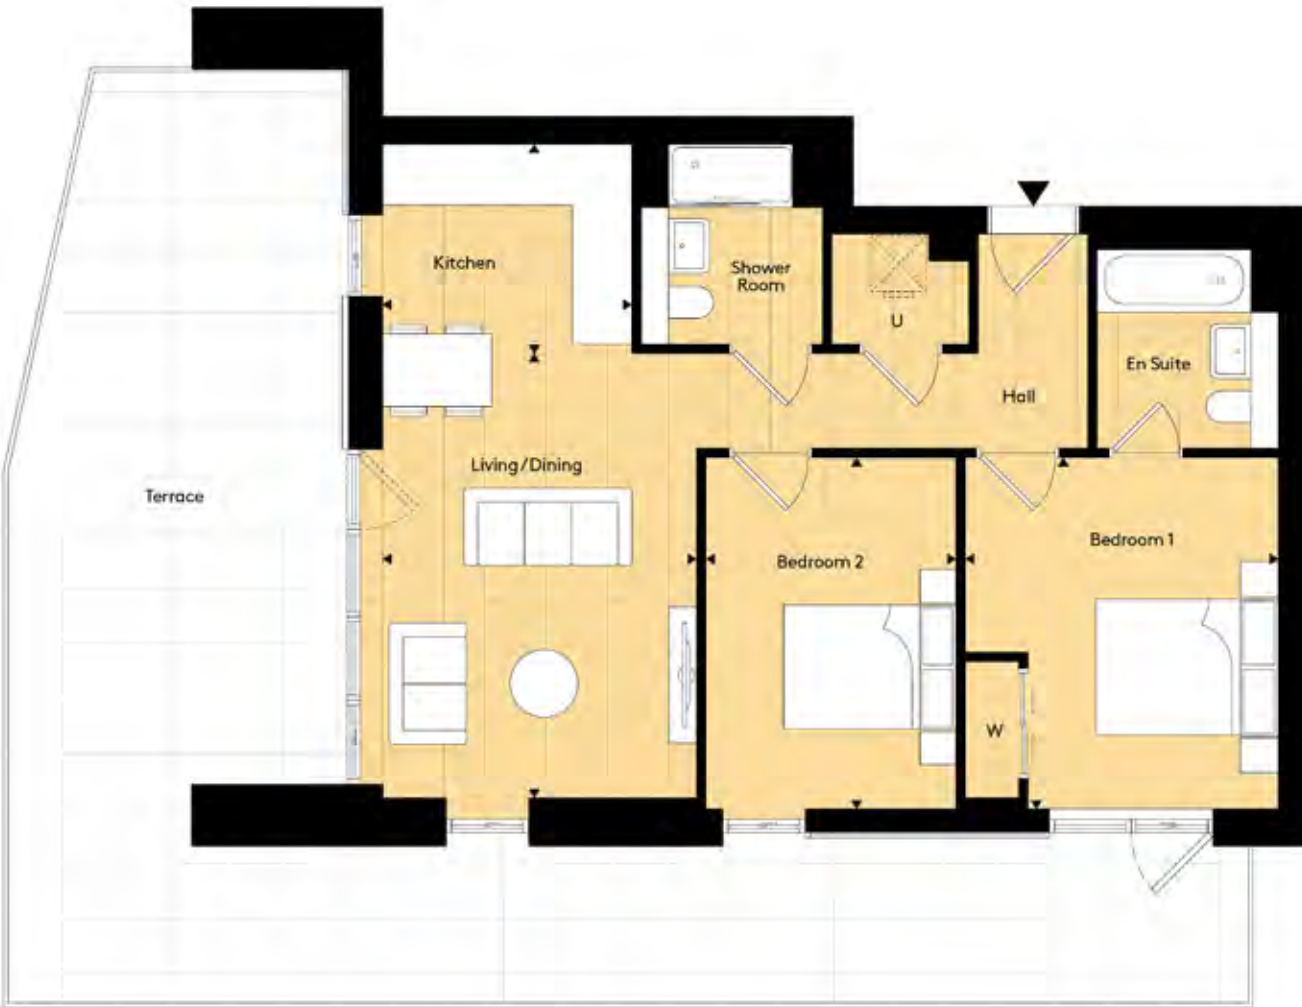 Kitchen
Shower
Room
U
En Suite
Hall
Living/Dining
Terrace
Bedroom 2
Bedroom 1
W